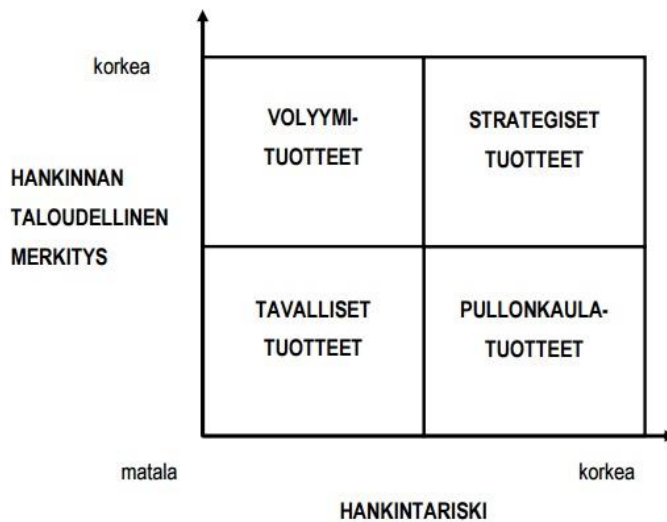 korkea
VOLYYMI-
TUOTTEET
STRATEGISET
TUOTTEET
HANKINNAN
TALOUDELLINEN
MERKITYS
TAVALLISET
TUOTTEET
PULLONKAULA-
TUOTTEET
matala
korkea
HANKINTARISKI